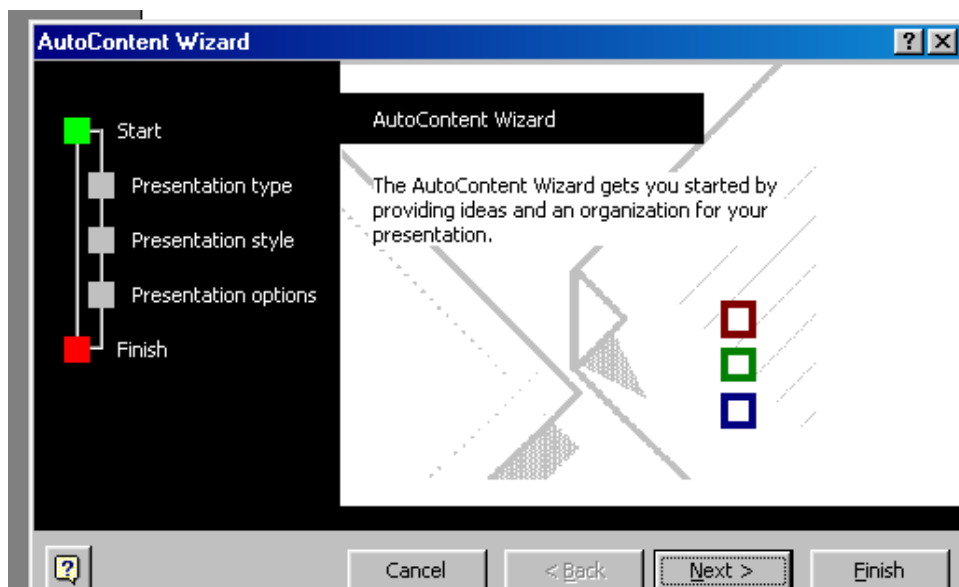 AutoContent Wizard
Start
Presentation type
Presentation style
Presentation options
Finish
AutoContent Wizard
The AutoContent Wizard gets you started by
providing ideas and an organization for your
presentation.
Cancel
< Back
Next >
Finish